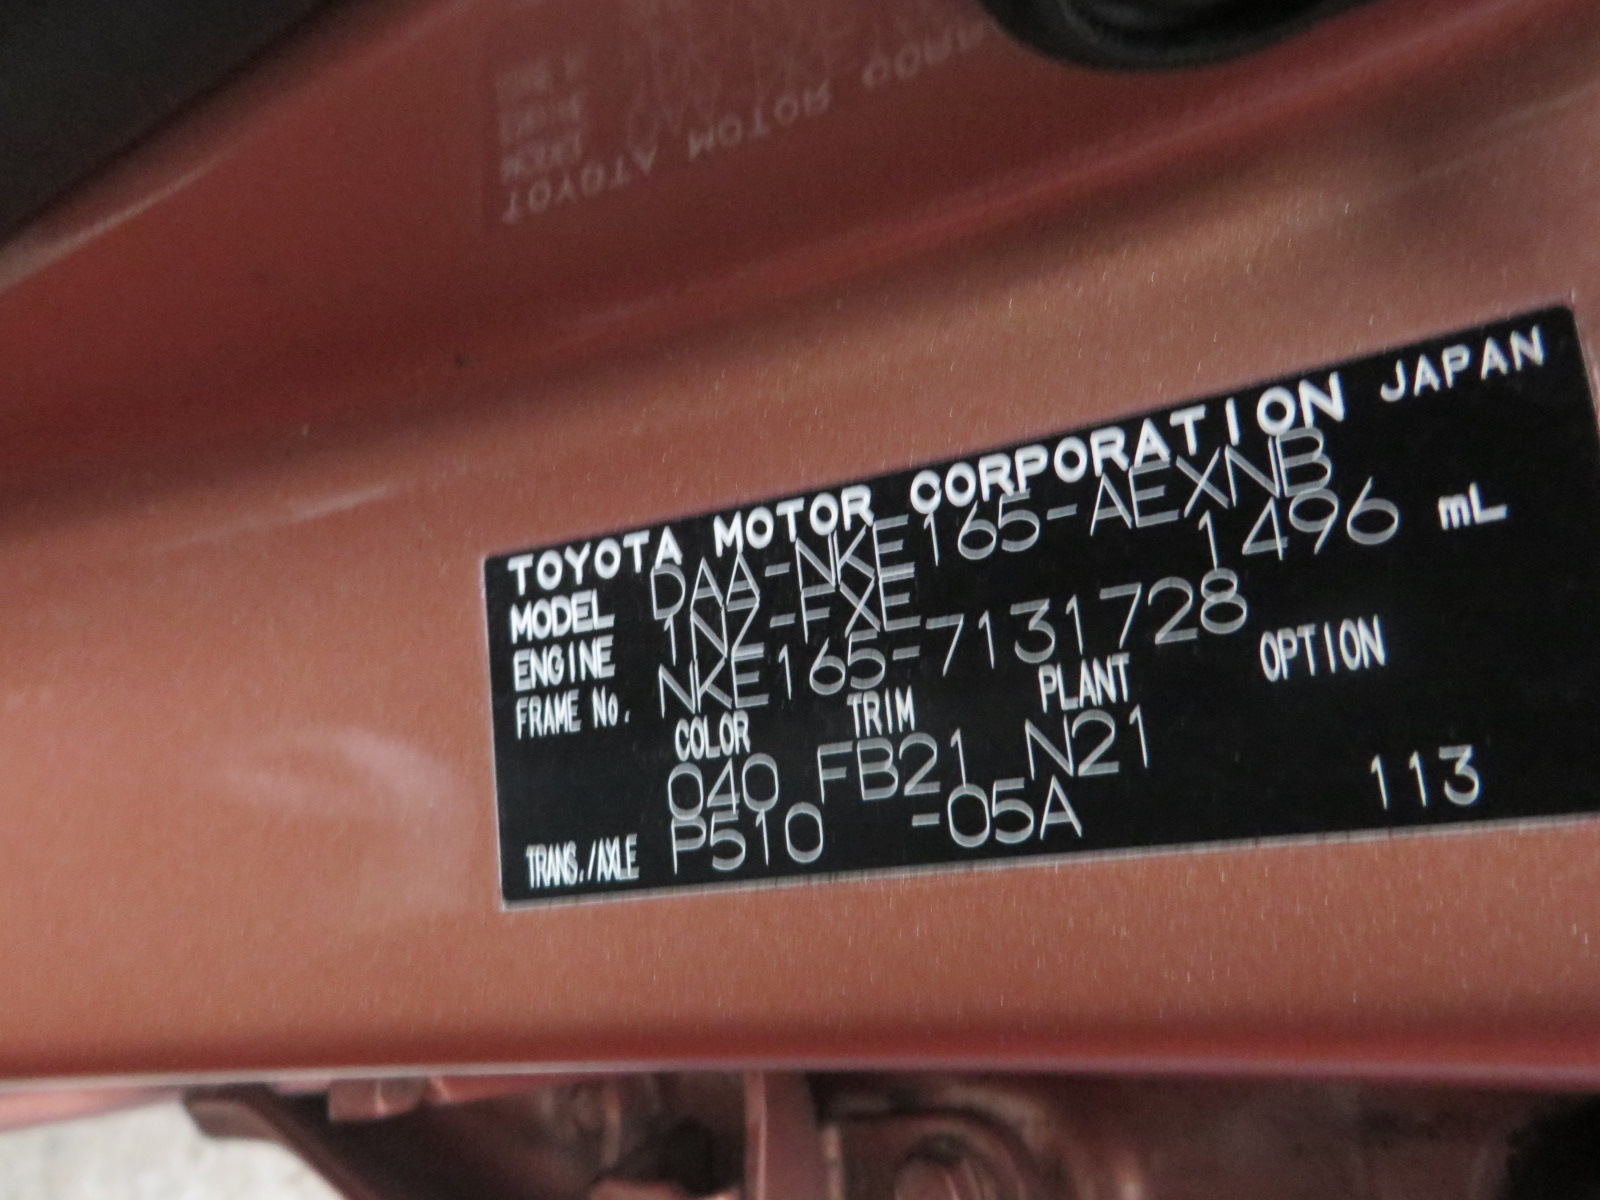 TOYOTA MOTOR CORPORATION JAPAN
MODEL DAA-NKE165-AEXNB
ENGINE 1NZ-FXE 1496 mL
FRAME No. NKE165-7131728
COLOR TRIM PLANT OPTION
040 FB21 N21
TRANS./AXLE P510 -05A 113